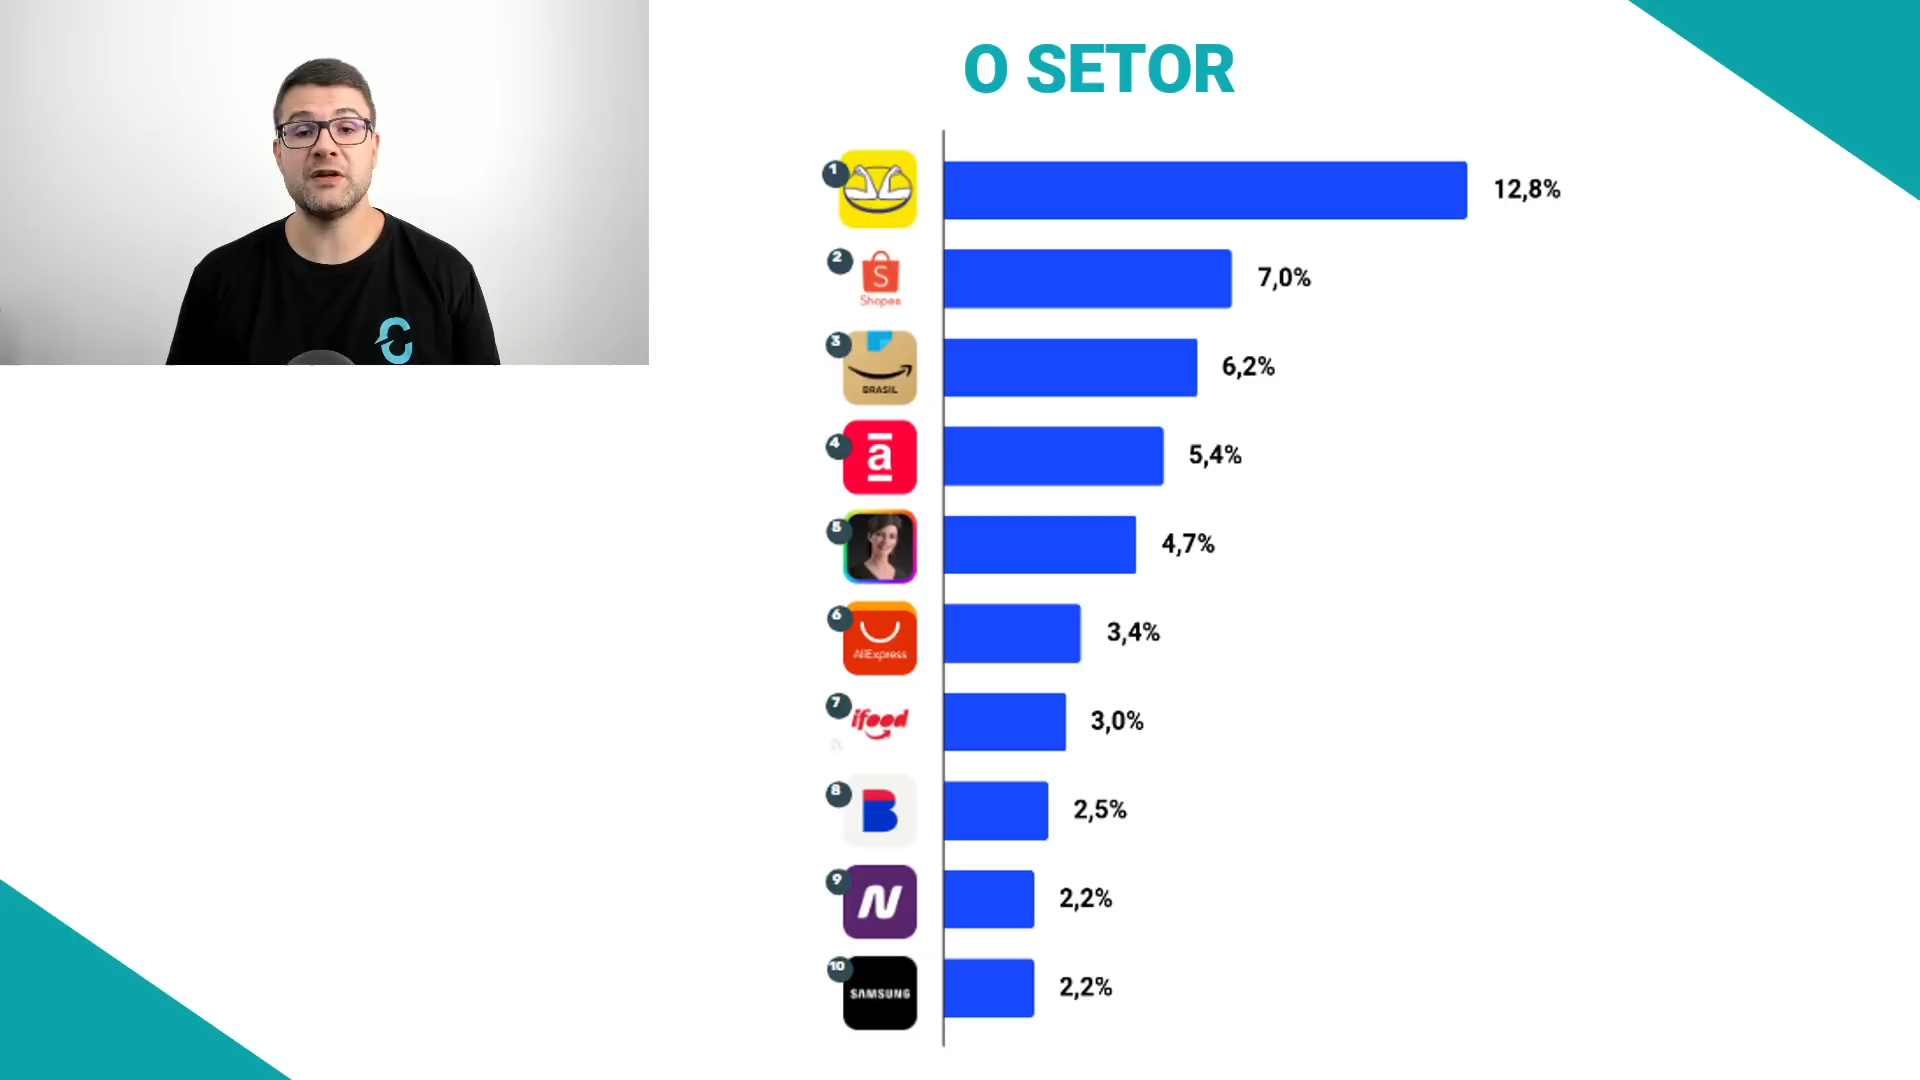 O SETOR
1
12,8%
2
S
Shopee
7,0%
3
BRASIL
6,2%
4
a
5,4%
5
4,7%
6
AliExpress
3,4%
7
ifood
3,0%
8
B
2,5%
9
N
2,2%
10
SAMSUNG
2,2%